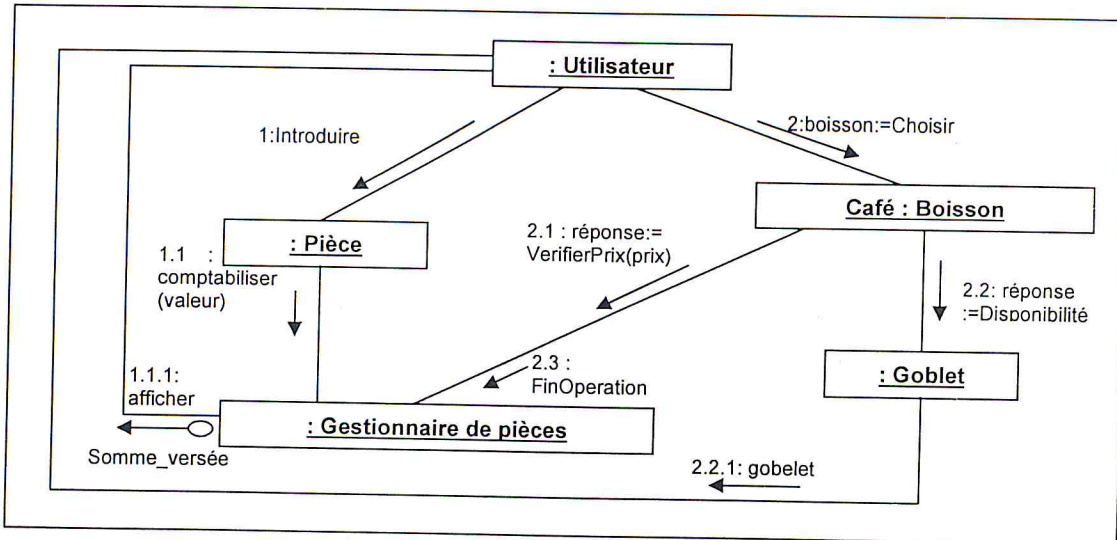 : Utilisateur
1:Introduire
2:boisson:=Choisir
Café : Boisson
: Pièce
2.1 : réponse:=
VerifierPrix(prix)
1.1 :
comptabiliser
(valeur)
2.2: réponse
:=Disponibilité
2.3 :
FinOperation
: Goblet
1.1.1:
afficher
: Gestionnaire de pièces
Somme_versée
2.2.1: gobelet